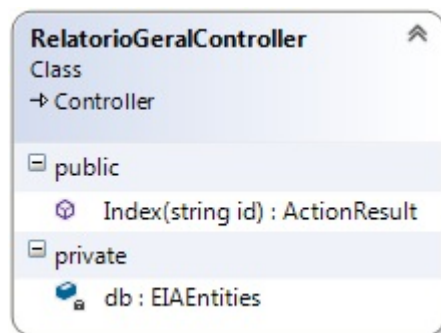 RelatorioGeralController
Class
→ Controller
public
Index(string id) : ActionResult
private
db : EIAEntities